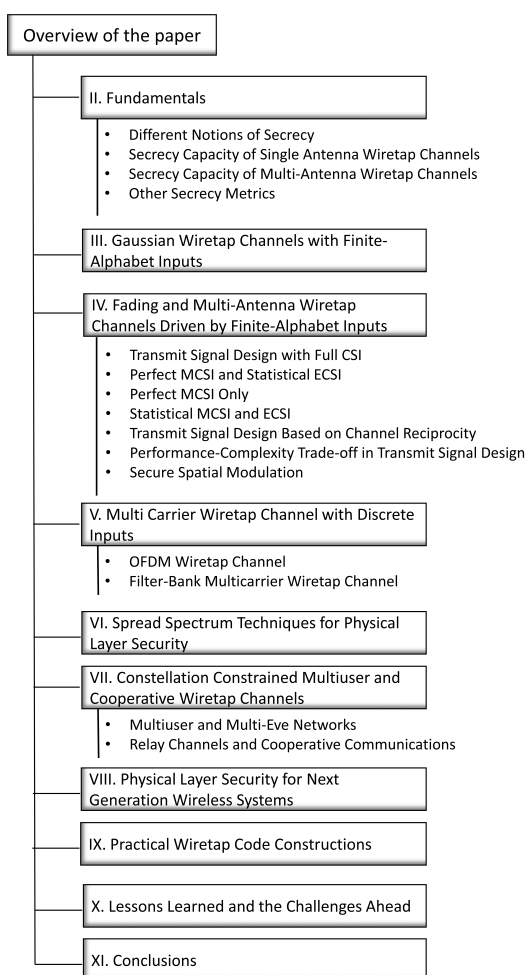 Overview of the paper
II. Fundamentals
• Different Notions of Secrecy
• Secrecy Capacity of Single Antenna Wiretap Channels
• Secrecy Capacity of Multi-Antenna Wiretap Channels
• Other Secrecy Metrics
III. Gaussian Wiretap Channels with Finite-
Alphabet Inputs
IV. Fading and Multi-Antenna Wiretap
Channels Driven by Finite-Alphabet Inputs
• Transmit Signal Design with Full CSI
• Perfect MCSI and Statistical ECSI
• Perfect MCSI Only
• Statistical MCSI and ECSI
• Transmit Signal Design Based on Channel Reciprocity
• Performance-Complexity Trade-off in Transmit Signal Design
• Secure Spatial Modulation
V. Multi Carrier Wiretap Channel with Discrete
Inputs
• OFDM Wiretap Channel
• Filter-Bank Multicarrier Wiretap Channel
VI. Spread Spectrum Techniques for Physical
Layer Security
VII. Constellation Constrained Multiuser and
Cooperative Wiretap Channels
• Multiuser and Multi-Eve Networks
• Relay Channels and Cooperative Communications
VIII. Physical Layer Security for Next
Generation Wireless Systems
IX. Practical Wiretap Code Constructions
X. Lessons Learned and the Challenges Ahead
XI. Conclusions